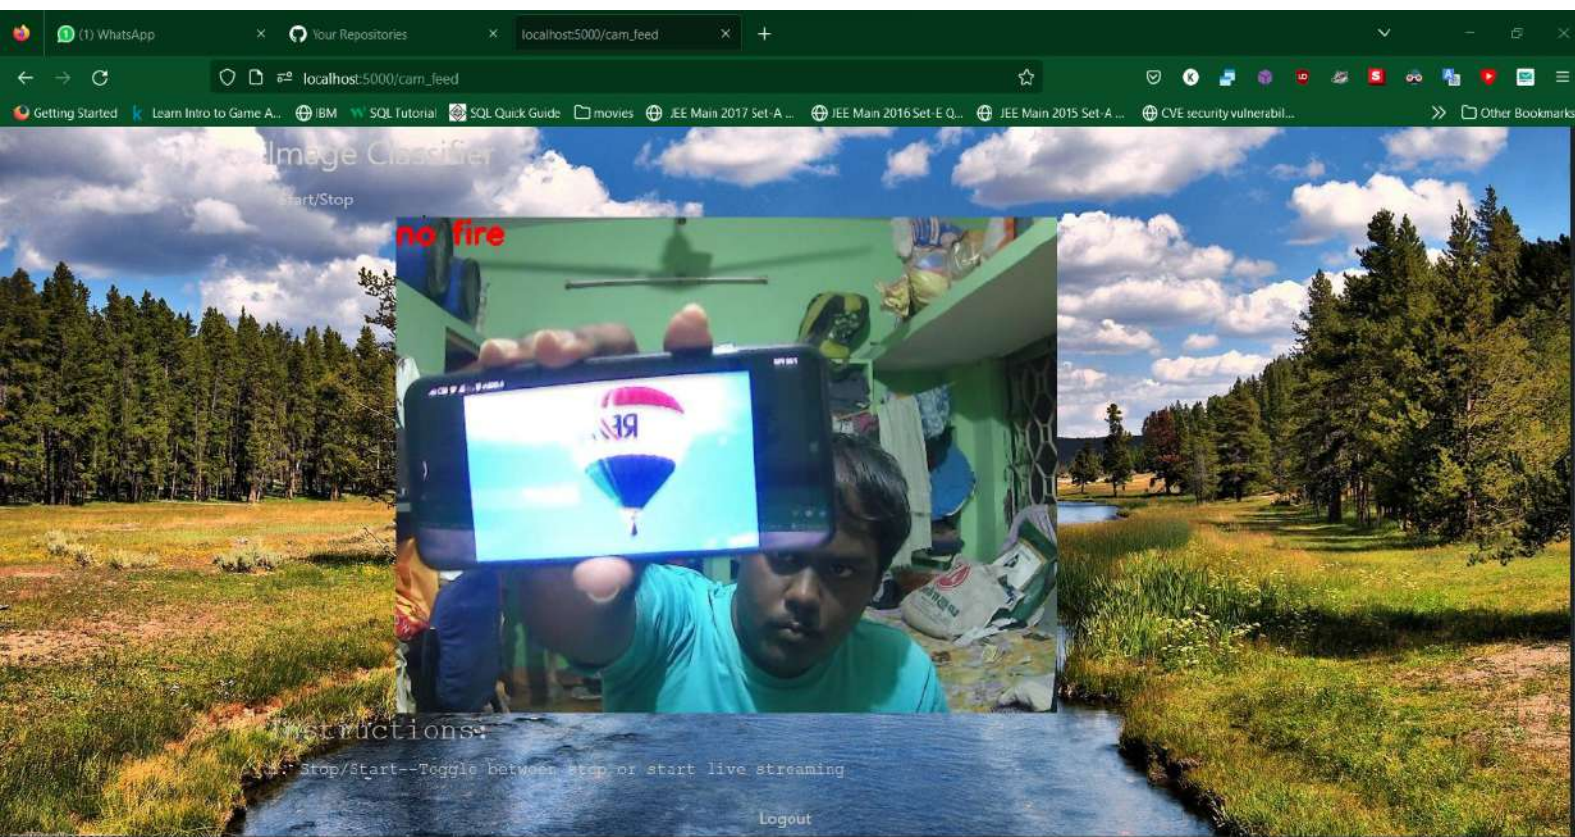 (1) WhatsApp
Your Repositories
localhost:5000/cam_feed
localhost:5000/cam_feed
Getting Started
Learn Intro to Game A...
IBM
SQL Tutorial
SQL Quick Guide
movies
JEE Main 2017 Set-A ...
JEE Main 2016 Set-E Q...
JEE Main 2015 Set-A ...
CVE security vulnerabil...
Other Bookmarks
Image Classifier
Start/Stop
no fire
RE
Instructions:
1. Stop/Start--Toggle between stop or start live streaming
Logout